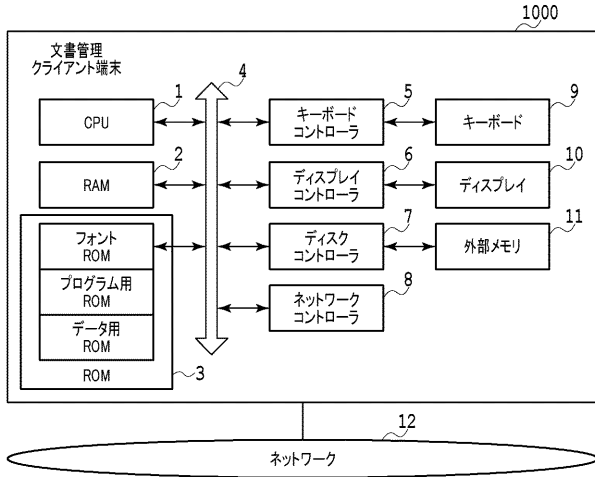 1000
文書管理
クライアント端末
4
1
CPU
2
RAM
フォント
ROM
プログラム用
ROM
データ用
ROM
ROM
3
5
キーボード
コントローラ
9
キーボード
6
ディスプレイ
コントローラ
10
ディスプレイ
7
ディスク
コントローラ
11
外部メモリ
8
ネットワーク
コントローラ
12
ネットワーク